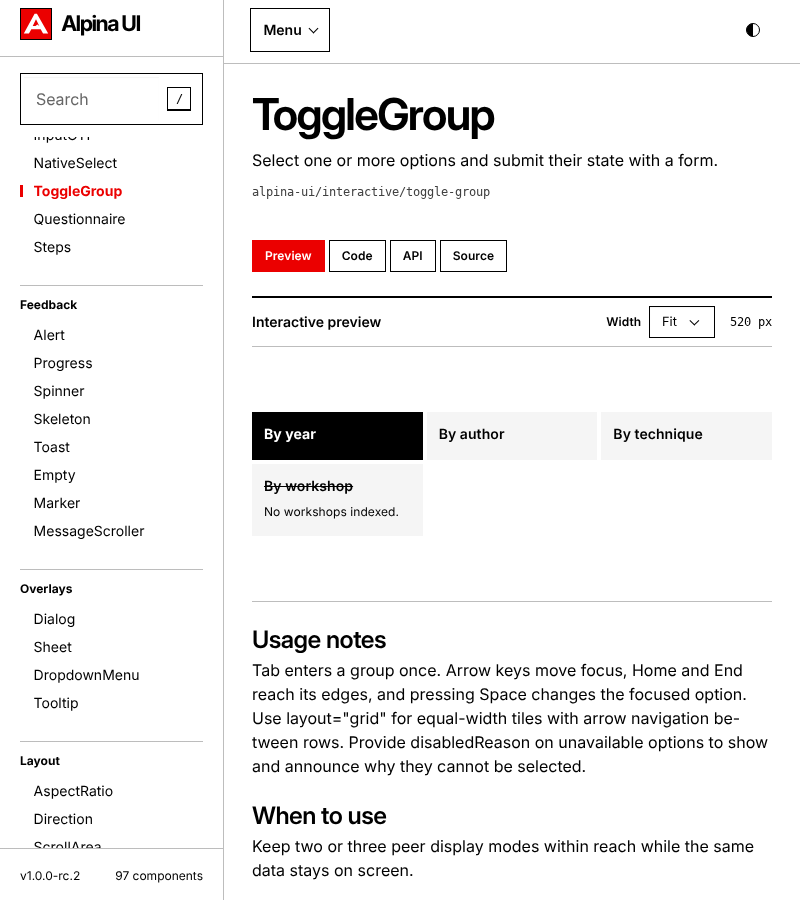 Alpina UI
Menu
Search
/
NativeSelect
ToggleGroup
Questionnaire
Steps
Feedback
Alert
Progress
Spinner
Skeleton
Toast
Empty
Marker
MessageScroller
Overlays
Dialog
Sheet
DropdownMenu
Tooltip
Layout
AspectRatio
Direction
ScrollArea
v1.0.0-rc.2
97 components
ToggleGroup
Select one or more options and submit their state with a form.
alpina-ui/interactive/toggle-group
Preview
Code
API
Source
Interactive preview
Width
Fit
520 px
By year
By author
By technique
By workshop
No workshops indexed.
Usage notes
Tab enters a group once. Arrow keys move focus, Home and End
reach its edges, and pressing Space changes the focused option.
Use layout="grid" for equal-width tiles with arrow navigation be-
tween rows. Provide disabledReason on unavailable options to show
and announce why they cannot be selected.
When to use
Keep two or three peer display modes within reach while the same
data stays on screen.